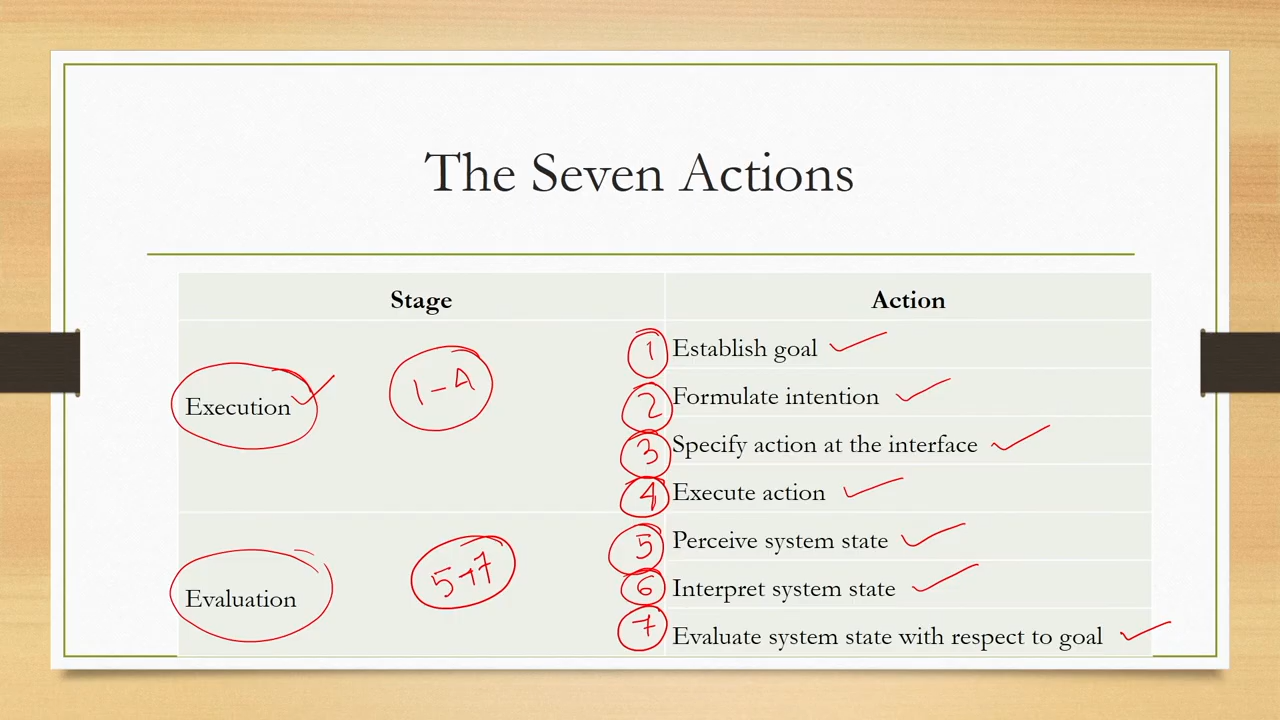 The Seven Actions
Stage Action
1 Establish goal
2 Formulate intention
Execution 1-4
3 Specify action at the interface
4 Execute action
5 Perceive system state
6 Interpret system state
Evaluation 5-7
7 Evaluate system state with respect to goal